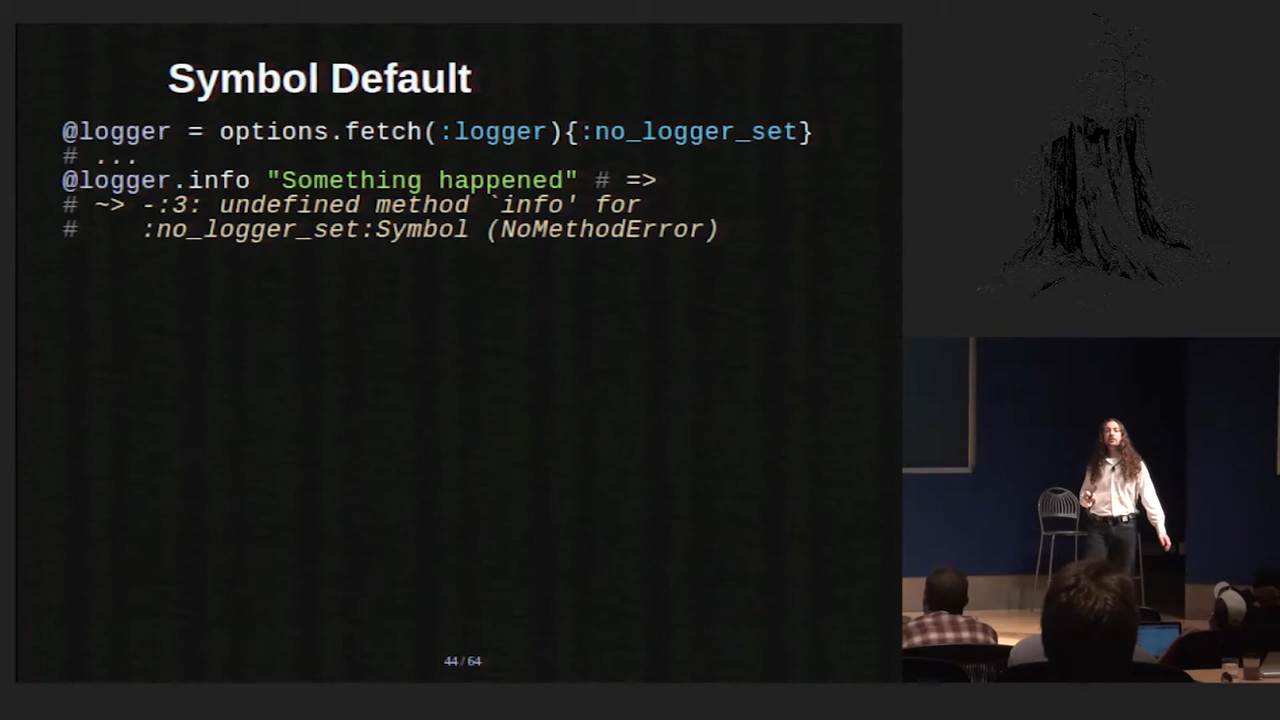 Symbol Default
@logger = options.fetch(:logger){:no_logger_set}
# ...
@logger.info "Something happened" # =>
# ~> -:3: undefined method `info' for
#    :no_logger_set:Symbol (NoMethodError)
44 / 64